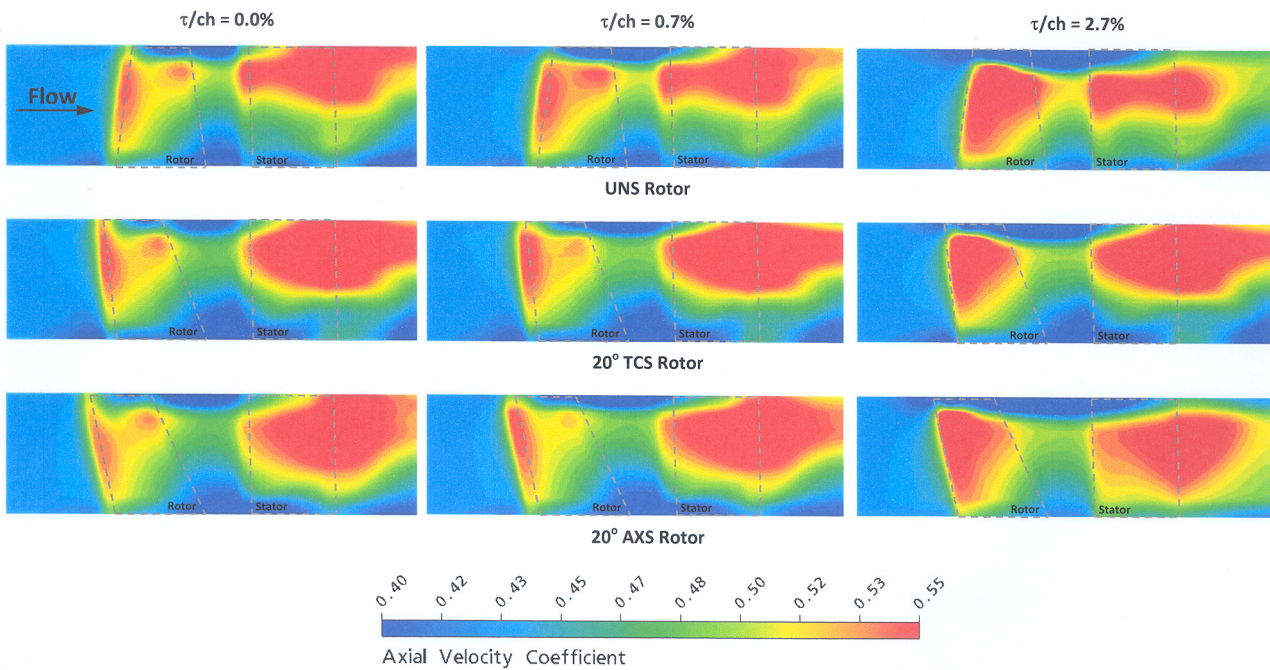 τ/ch = 0.0% τ/ch = 0.7% τ/ch = 2.7%
Flow
Rotor Stator Rotor Stator Rotor Stator
UNS Rotor
Rotor Stator Rotor Stator Rotor Stator
20° TCS Rotor
Rotor Stator Rotor Stator Rotor Stator
20° AXS Rotor
0.40 0.42 0.43 0.45 0.47 0.48 0.50 0.52 0.53 0.55
Axial Velocity Coefficient